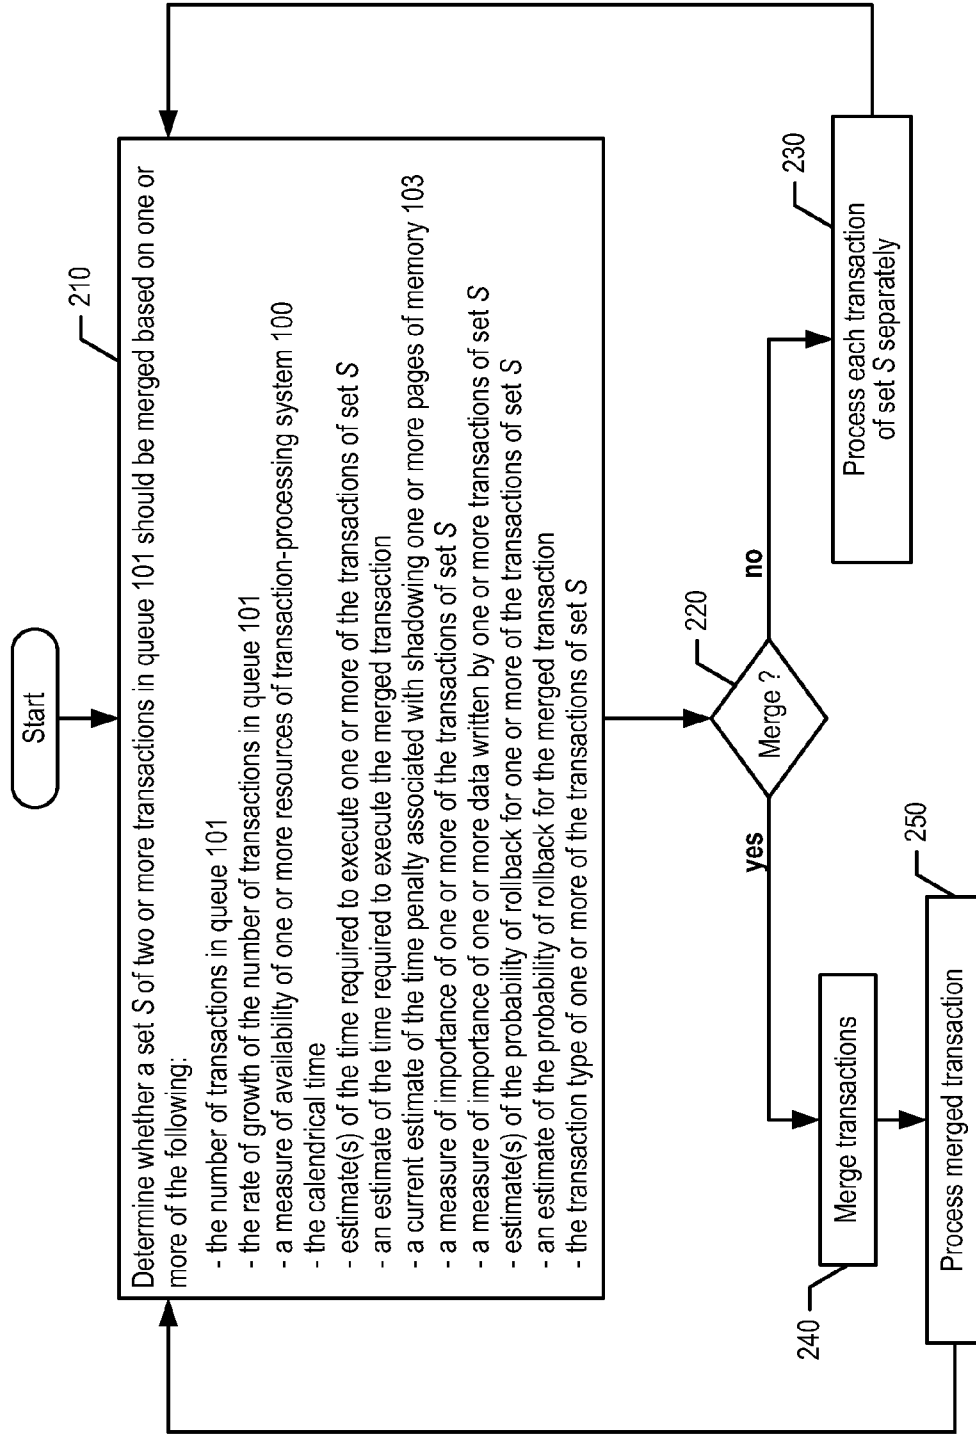 Start
210
Determine whether a set S of two or more transactions in queue 101 should be merged based on one or
more of the following:
- the number of transactions in queue 101
- the rate of growth of the number of transactions in queue 101
- a measure of availability of one or more resources of transaction-processing system 100
- the calendrical time
- estimate(s) of the time required to execute one or more of the transactions of set S
- an estimate of the time required to execute the merged transaction
- a current estimate of the time penalty associated with shadowing one or more pages of memory 103
- a measure of importance of one or more of the transactions of set S
- a measure of importance of one or more data written by one or more transactions of set S
- estimate(s) of the probability of rollback for one or more of the transactions of set S
- an estimate of the probability of rollback for the merged transaction
- the transaction type of one or more of the transactions of set S
220
Merge ?
yes
no
230
Process each transaction
of set S separately
240
Merge transactions
250
Process merged transaction